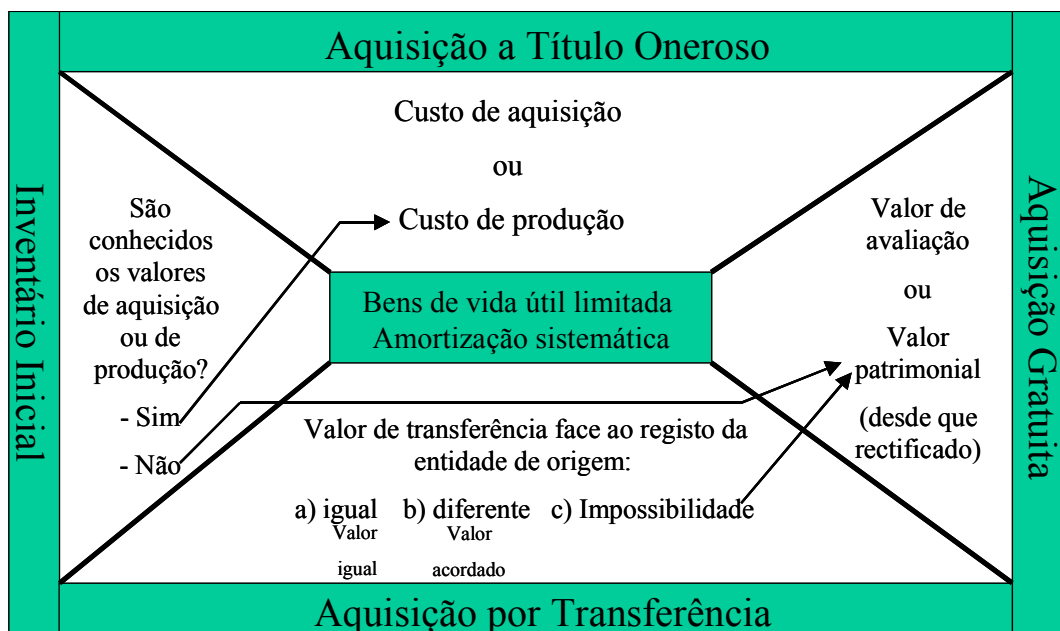 Aquisição a Título Oneroso
Custo de aquisição
ou
Custo de produção
Inventário Inicial
São
conhecidos
os valores
de aquisição
ou de
produção?
- Sim
- Não
Bens de vida útil limitada
Amortização sistemática
Valor de
avaliação
ou
Valor
patrimonial
(desde que
rectificado)
Aquisição Gratuita
Valor de transferência face ao registo da
entidade de origem:
a) igual b) diferente c) Impossibilidade
Valor Valor
igual acordado
Aquisição por Transferência